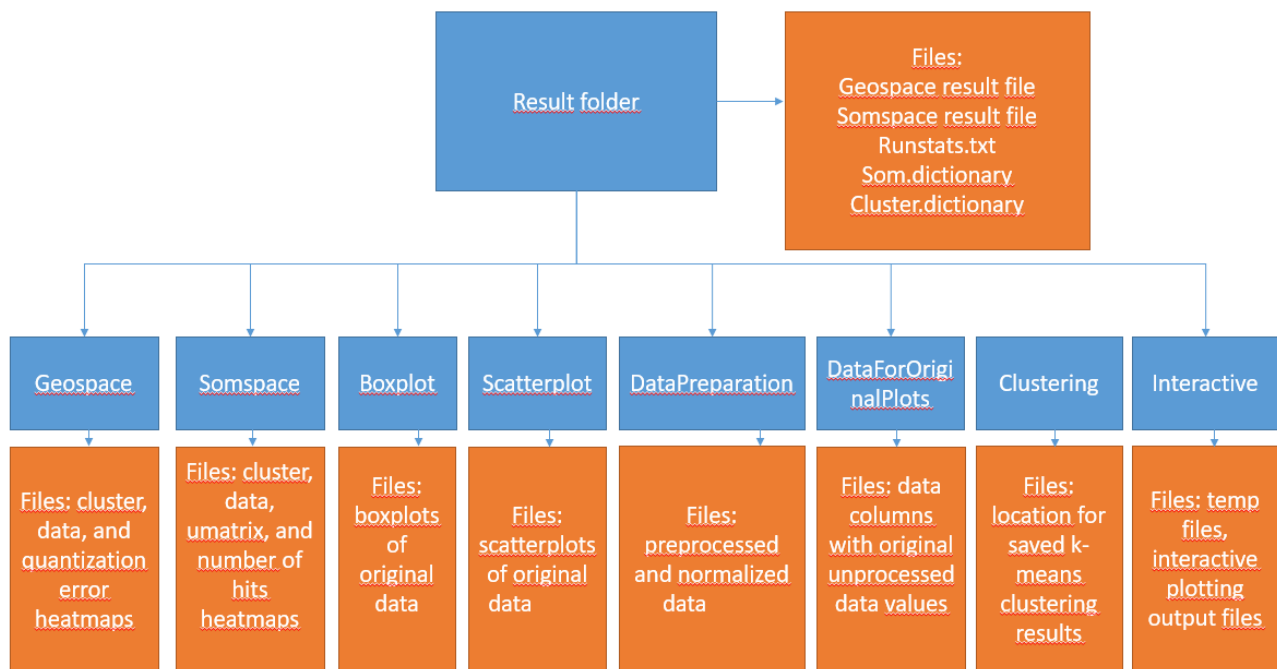 Result folder
Files:
Geospace result file
Somspace result file
Runstats.txt
Som.dictionary
Cluster.dictionary
Geospace
Somspace
Boxplot
Scatterplot
DataPreparation
DataForOrigi
nalPlots
Clustering
Interactive
Files: cluster,
data, and
quantization
error
heatmaps
Files: cluster,
data,
umatrix, and
number of
hits
heatmaps
Files:
boxplots
of
original
data
Files:
scatterplots
of original
data
Files:
preprocessed
and normalized
data
Files: data
columns
with original
unprocessed
data values
Files:
location for
saved k-
means
clustering
results
Files: temp
files,
interactive
plotting
output files